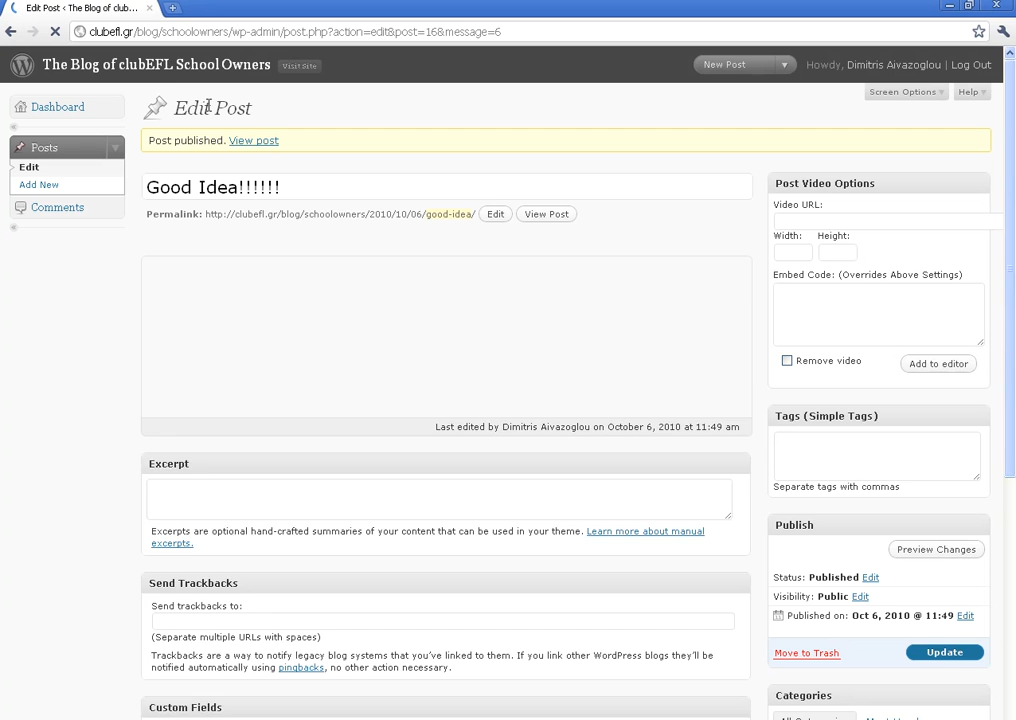 Edit Post ‹ The Blog of club...
clubefl.gr/blog/schoolowners/wp-admin/post.php?action=edit&post=16&message=6
The Blog of clubEFL School Owners
Visit Site
New Post
Howdy, Dimitris Aivazoglou | Log Out
Screen Options
Help
Dashboard
Posts
Edit
Add New
Comments
Edit Post
Post published. View post
Good Idea!!!!!!
Permalink: http://clubefl.gr/blog/schoolowners/2010/10/06/good-idea/ Edit View Post
Last edited by Dimitris Aivazoglou on October 6, 2010 at 11:49 am
Excerpt
Excerpts are optional hand-crafted summaries of your content that can be used in your theme. Learn more about manual
excerpts.
Send Trackbacks
Send trackbacks to:
(Separate multiple URLs with spaces)
Trackbacks are a way to notify legacy blog systems that you've linked to them. If you link other WordPress blogs they'll be
notified automatically using pingbacks, no other action necessary.
Custom Fields
Post Video Options
Video URL:
Width: Height:
Embed Code: (Overrides Above Settings)
Remove video
Add to editor
Tags (Simple Tags)
Separate tags with commas
Publish
Preview Changes
Status: Published Edit
Visibility: Public Edit
Published on: Oct 6, 2010 @ 11:49 Edit
Move to Trash
Update
Categories